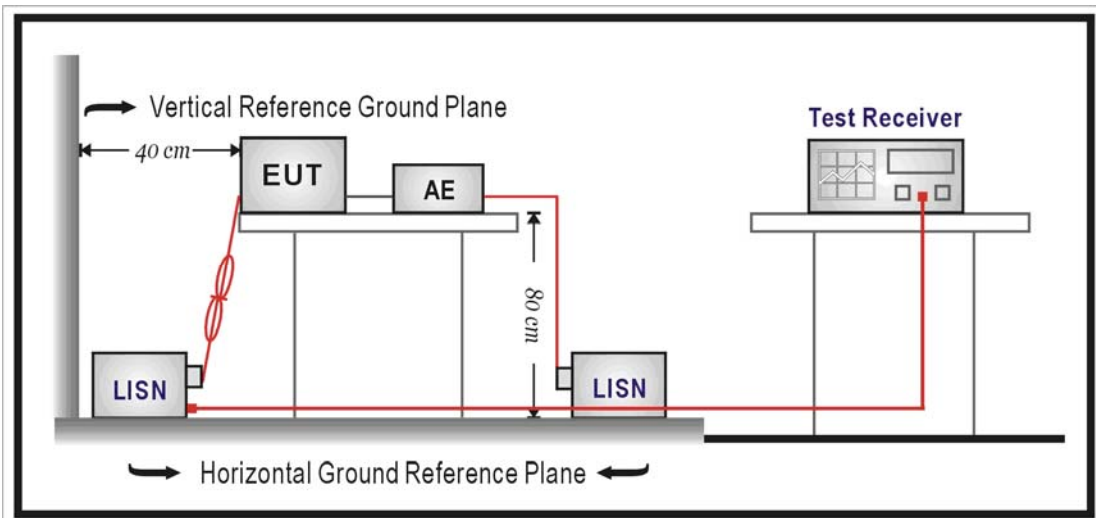 Vertical Reference Ground Plane
Test Receiver
40 cm
EUT
AE
80 cm
LISN
LISN
Horizontal Ground Reference Plane